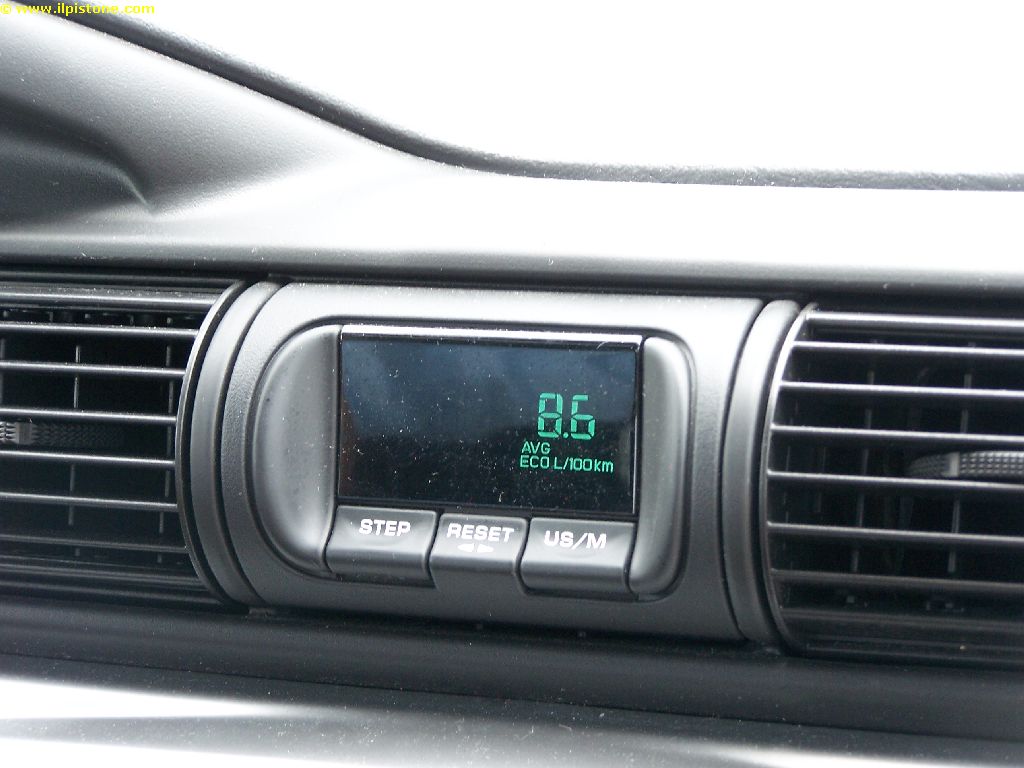 © www.ilpistone.com
8.6
AVG
ECO L/100km
STEP RESET US/M